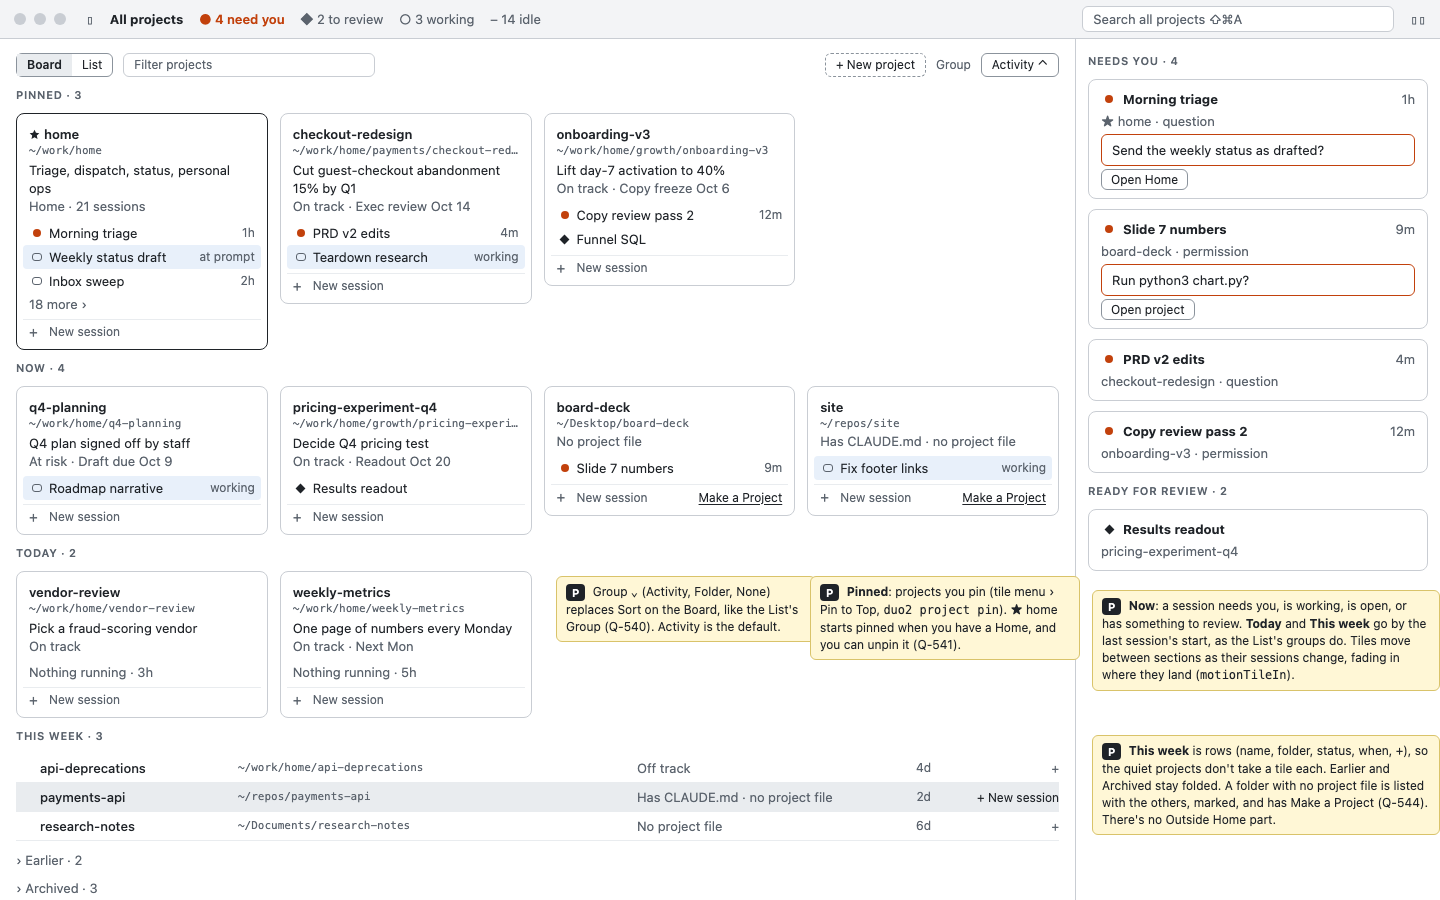 All projects 4 need you 2 to review 3 working – 14 idle Search all projects ⇧⌘A
Board List Filter projects + New project Group Activity
PINNED · 3
★ home
~/work/home
Triage, dispatch, status, personal
ops
Home · 21 sessions
Morning triage 1h
Weekly status draft at prompt
Inbox sweep 2h
18 more ›
+ New session
checkout-redesign
~/work/home/payments/checkout-red…
Cut guest-checkout abandonment
15% by Q1
On track · Exec review Oct 14
PRD v2 edits 4m
Teardown research working
+ New session
onboarding-v3
~/work/home/growth/onboarding-v3
Lift day-7 activation to 40%
On track · Copy freeze Oct 6
Copy review pass 2 12m
Funnel SQL
+ New session
NOW · 4
q4-planning
~/work/home/q4-planning
Q4 plan signed off by staff
At risk · Draft due Oct 9
Roadmap narrative working
+ New session
pricing-experiment-q4
~/work/home/growth/pricing-experi…
Decide Q4 pricing test
On track · Readout Oct 20
Results readout
+ New session
board-deck
~/Desktop/board-deck
No project file
Slide 7 numbers 9m
+ New session Make a Project
site
~/repos/site
Has CLAUDE.md · no project file
Fix footer links working
+ New session Make a Project
TODAY · 2
vendor-review
~/work/home/vendor-review
Pick a fraud-scoring vendor
On track
Nothing running · 3h
+ New session
weekly-metrics
~/work/home/weekly-metrics
One page of numbers every Monday
On track · Next Mon
Nothing running · 5h
+ New session
P Group ⌄ (Activity, Folder, None)
replaces Sort on the Board, like the List's
Group (Q-540). Activity is the default.
P Pinned: projects you pin (tile menu ›
Pin to Top, duo2 project pin). ★ home
starts pinned when you have a Home, and
you can unpin it (Q-541).
THIS WEEK · 3
api-deprecations ~/work/home/api-deprecations Off track 4d +
payments-api ~/repos/payments-api Has CLAUDE.md · no project file 2d + New session
research-notes ~/Documents/research-notes No project file 6d +
› Earlier · 2
› Archived · 3
NEEDS YOU · 4
Morning triage 1h
★ home · question
Send the weekly status as drafted?
Open Home
Slide 7 numbers 9m
board-deck · permission
Run python3 chart.py?
Open project
PRD v2 edits 4m
checkout-redesign · question
Copy review pass 2 12m
onboarding-v3 · permission
READY FOR REVIEW · 2
Results readout
pricing-experiment-q4
P Now: a session needs you, is working, is open, or
has something to review. Today and This week go by the
last session's start, as the List's groups do. Tiles move
between sections as their sessions change, fading in
where they land (motionTileIn).
P This week is rows (name, folder, status, when, +), so
the quiet projects don't take a tile each. Earlier and
Archived stay folded. A folder with no project file is listed
with the others, marked, and has Make a Project (Q-544).
There's no Outside Home part.